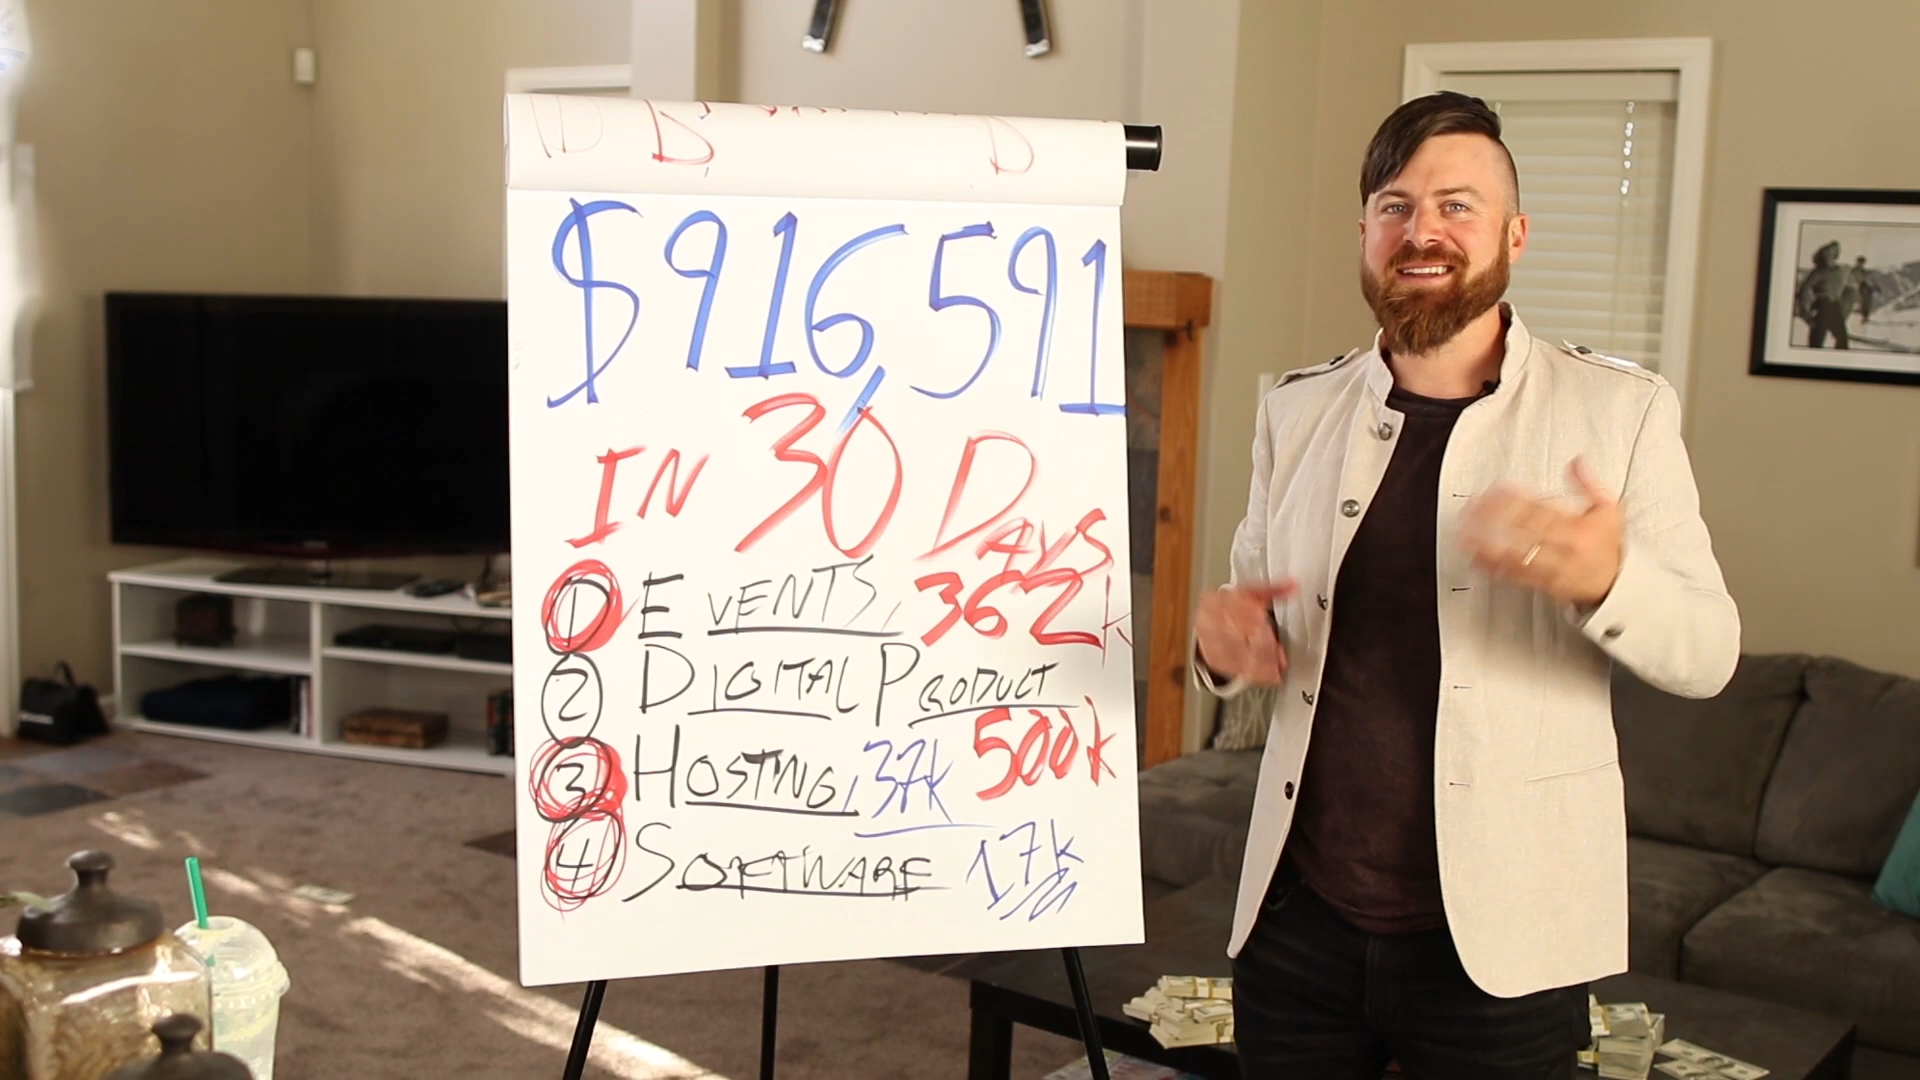 $916,591
IN 30 DAYS
1 EVENTS, 362k
2 DIGITAL PRODUCT
500k
3 HOSTING, 37k
4 SOFTWARE 17k